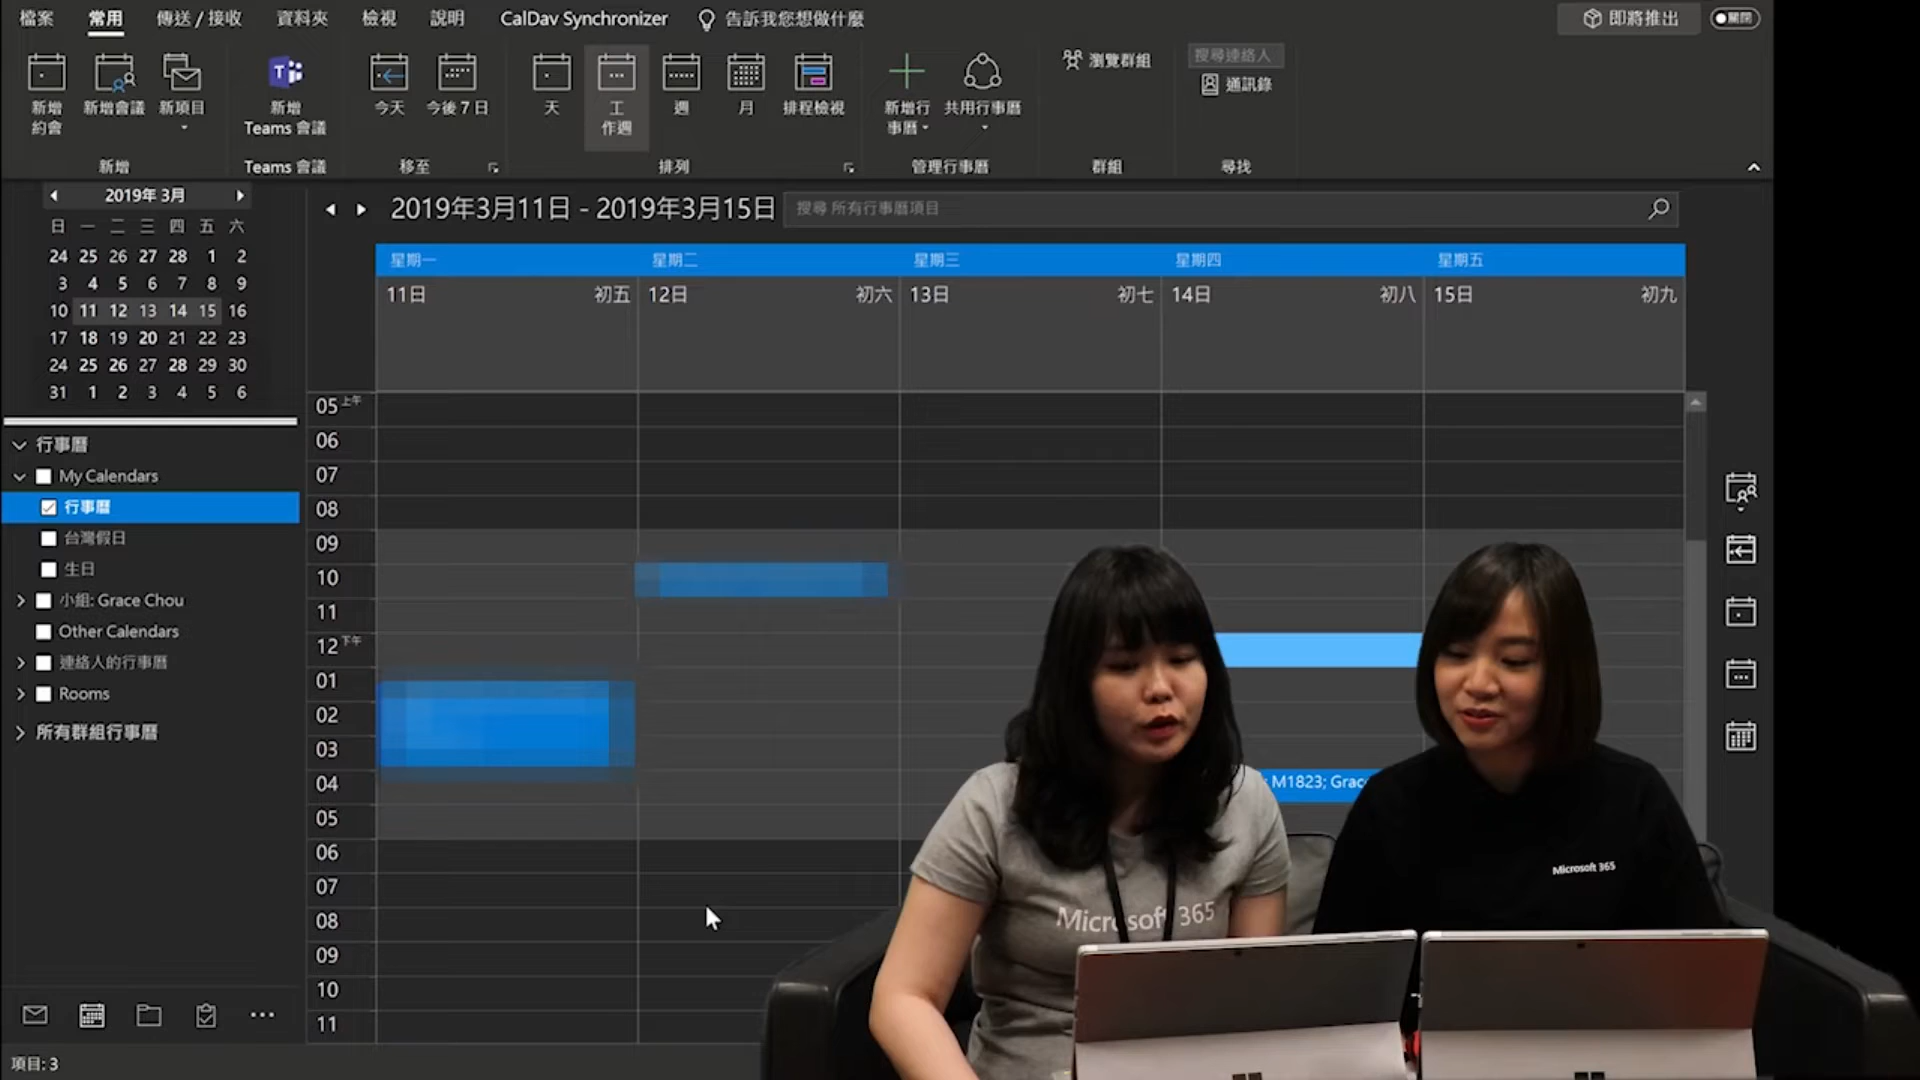 檔案 常用 傳送 / 接收 資料夾 檢視 說明 CalDav Synchronizer 告訴我您想做什麼 即將推出 關閉
新增約會 新增會議 新項目 新增 Teams 會議 今天 今後 7 日 天 工作週 週 月 排程檢視 新增行事曆 共用行事曆 瀏覽群組 搜尋連絡人 通訊錄
新增 Teams 會議 移至 排列 管理行事曆 群組 尋找
2019年 3月
日 一 二 三 四 五 六
24 25 26 27 28 1 2
3 4 5 6 7 8 9
10 11 12 13 14 15 16
17 18 19 20 21 22 23
24 25 26 27 28 29 30
31 1 2 3 4 5 6
行事曆
My Calendars
行事曆
台灣假日
生日
小組: Grace Chou
Other Calendars
連絡人的行事曆
Rooms
所有群組行事曆
項目: 3
2019年3月11日 - 2019年3月15日 搜尋 所有行事曆項目
星期一 星期二 星期三 星期四 星期五
11日 初五 12日 初六 13日 初七 14日 初八 15日 初九
05 上午
06
07
08
09
10
11
12 下午
01
02
03
04
05
06
07
08
09
10
11
M1823; Grac
Microsoft 365
Microsoft 365